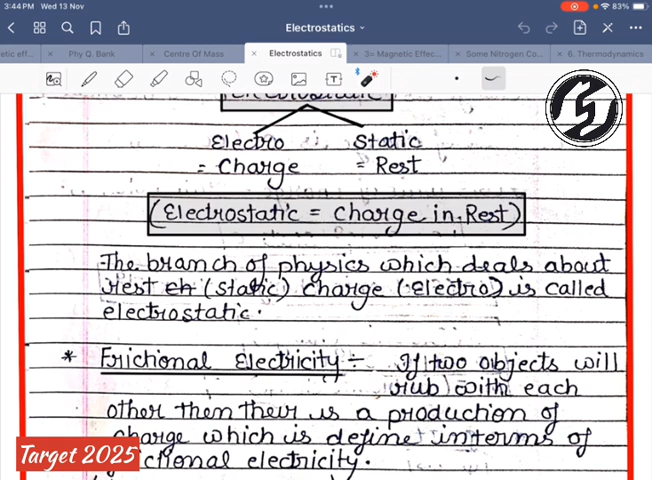 3:44 PM Wed 13 Nov
83%
Electrostatics
etic eff...
Phy Q. Bank
Centre Of Mass
Electrostatics
3= Magnetic Effec...
Some Nitrogen Co...
6. Thermodynamics.
Electro Static
= Charge = Rest
(Electrostatic = Charge in Rest)
The branch of physics which deals about
rest (static) charge (Electro) is called
electrostatic.
* Frictional Electricity :- If two objects will
rub with each
other then their is a production of
charge which is define interms of
ctional electricity.
Target 2025